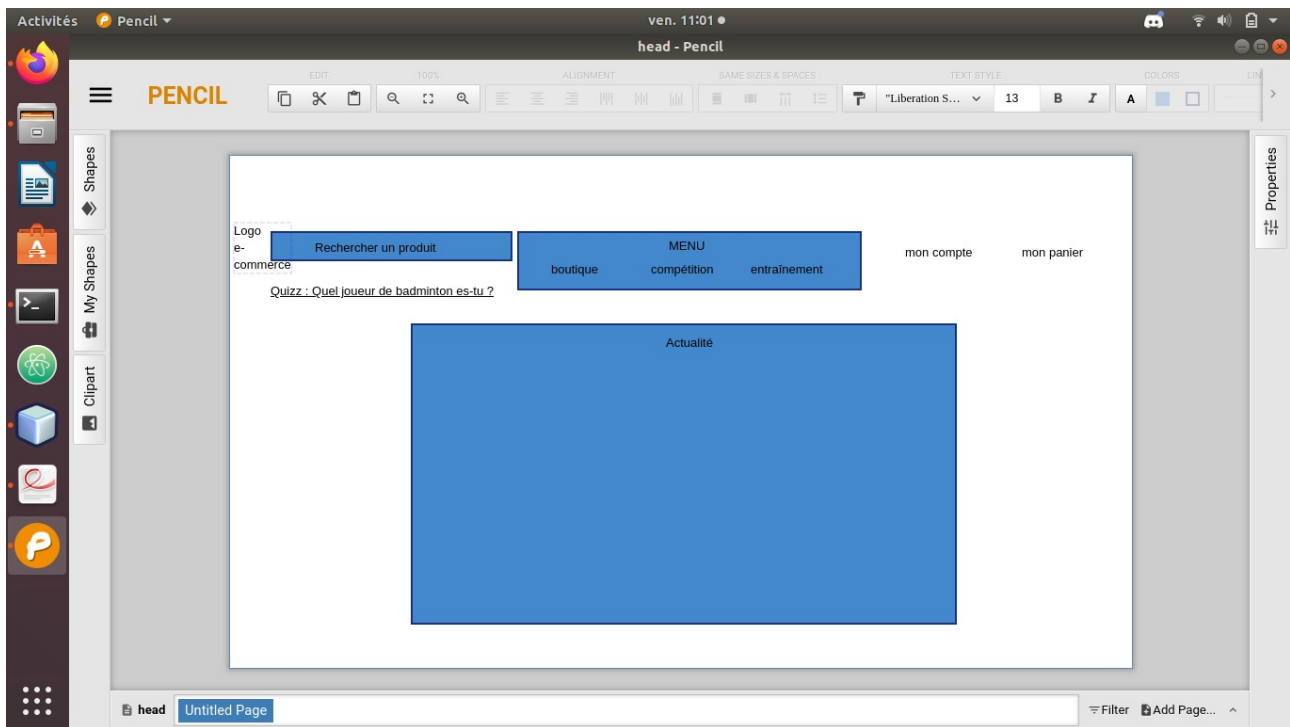 Activités Pencil ven. 11:01
head - Pencil
EDIT 100% ALIGNMENT SAME SIZES & SPACES TEXT STYLE COLORS LIN
PENCIL "Liberation S... 13 B I A
Shapes
My Shapes
Clipart
Properties
Logo
e-
commerce
Rechercher un produit
MENU
boutique compétition entraînement
mon compte mon panier
Quizz : Quel joueur de badminton es-tu ?
Actualité
head Untitled Page Filter Add Page...